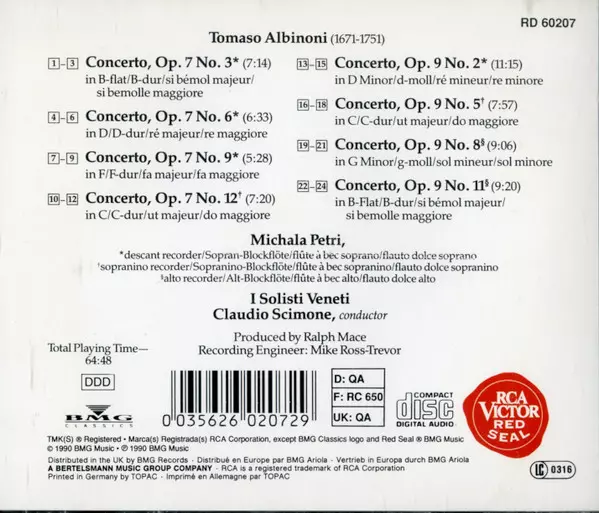 RD 60207
Tomaso Albinoni (1671-1751)
1–3 Concerto, Op. 7 No. 3* (7:14)
in B-flat/B-dur/si bémol majeur/
si bemolle maggiore
4–6 Concerto, Op. 7 No. 6* (6:33)
in D/D-dur/ré majeur/re maggiore
7–9 Concerto, Op. 7 No. 9* (5:28)
in F/F-dur/fa majeur/fa maggiore
10–12 Concerto, Op. 7 No. 12† (7:20)
in C/C-dur/ut majeur/do maggiore
13–15 Concerto, Op. 9 No. 2* (11:15)
in D Minor/d-moll/ré mineur/re minore
16–18 Concerto, Op. 9 No. 5† (7:57)
in C/C-dur/ut majeur/do maggiore
19–21 Concerto, Op. 9 No. 8§ (9:06)
in G Minor/g-moll/sol mineur/sol minore
22–24 Concerto, Op. 9 No. 11§ (9:20)
in B-Flat/B-dur/si bémol majeur/
si bemolle maggiore
Michala Petri,
*descant recorder/Sopran-Blockflöte/flûte à bec soprano/flauto dolce soprano
†sopranino recorder/Sopranino-Blockflöte/flûte à bec sopranino/flauto dolce sopranino
§alto recorder/Alt-Blockflöte/flûte à bec alto/flauto dolce alto
I Solisti Veneti
Claudio Scimone, conductor
Produced by Ralph Mace
Recording Engineer: Mike Ross-Trevor
Total Playing Time—
64:48
DDD
BMG
CLASSICS
0 035626 020729
D: QA
F: RC 650
UK: QA
COMPACT
disc
DIGITAL AUDIO
RCA
VICTOR
RED
SEAL
TMK(S) ® Registered • Marca(s) Registrada(s) RCA Corporation, except BMG Classics logo and Red Seal ® BMG Music
© 1990 BMG Music • ℗ 1990 BMG Music
Distributed in the UK by BMG Records • Distribué en Europe par BMG Ariola • Vertrieb in Europa durch BMG Ariola
A BERTELSMANN MUSIC GROUP COMPANY • RCA is a registered trademark of RCA Corporation
Printed in Germany by TOPAC • Imprimé en Allemagne par TOPAC
LC 0316